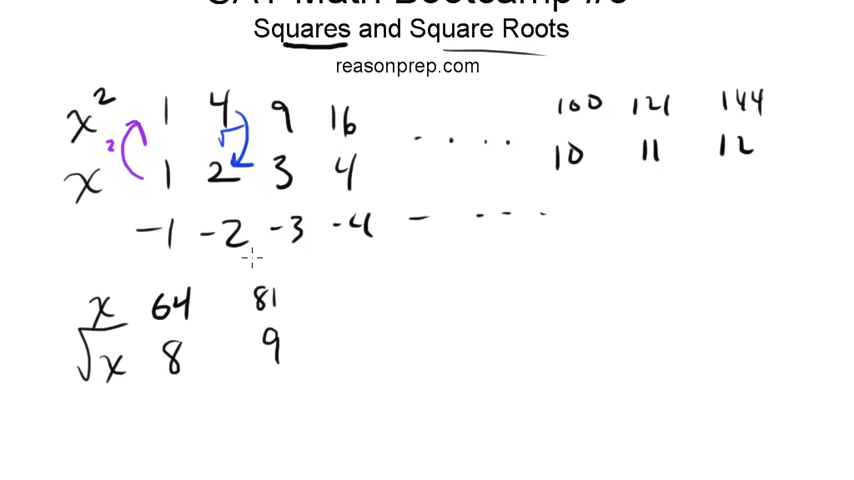 Squares and Square Roots
reasonprep.com
x² 1 4 9 16 .... 100 121 144
2 √
x 1 2 3 4 10 11 12
-1 -2 -3 -4 - - - .
x 64 81
√x 8 9